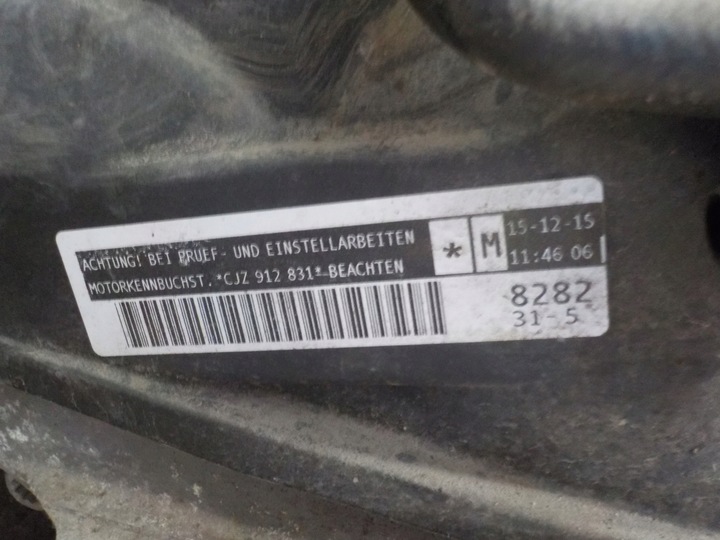 ACHTUNG! BEI PRUEF- UND EINSTELLARBEITEN
MOTORKENNBUCHST. *CJZ 912 831* BEACHTEN
*
M
15-12-15
11:46 06
8282
31-5